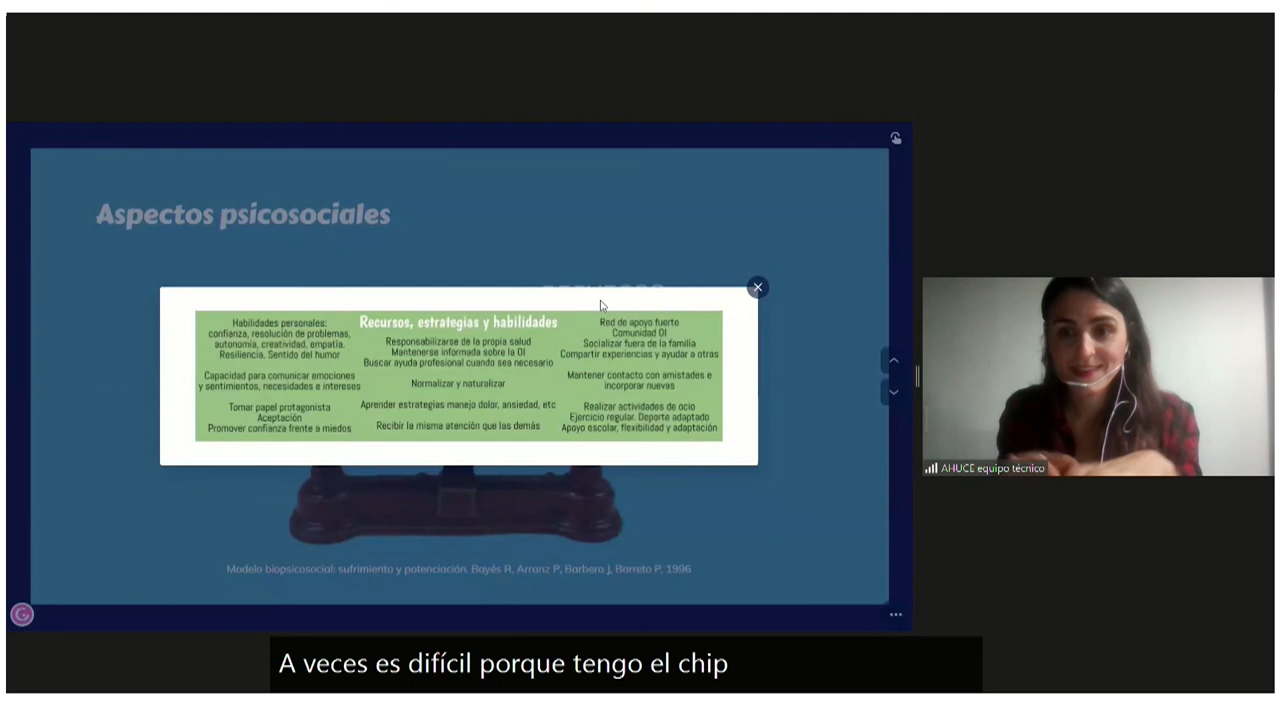 Aspectos psicosociales
Habilidades personales:
confianza, resolución de problemas,
autonomía, creatividad, empatía.
Resiliencia. Sentido del humor
Capacidad para comunicar emociones
y sentimientos, necesidades e intereses
Tomar papel protagonista
Aceptación
Promover confianza frente a miedos
Recursos, estrategias y habilidades
Responsabilizarse de la propia salud
Mantenerse informada sobre la OI
Buscar ayuda profesional cuando sea necesario
Normalizar y naturalizar
Aprender estrategias manejo dolor, ansiedad, etc
Recibir la misma atención que las demás
Red de apoyo fuerte
Comunidad OI
Socializar fuera de la familia
Compartir experiencias y ayudar a otras
Mantener contacto con amistades e
incorporar nuevas
Realizar actividades de ocio
Ejercicio regular. Deporte adaptado
Apoyo escolar, flexibilidad y adaptación
Modelo biopsicosocial: sufrimiento y potenciación. Bayés R, Arranz P, Barbero J, Barreto P, 1996
AHUCE equipo técnico
A veces es difícil porque tengo el chip